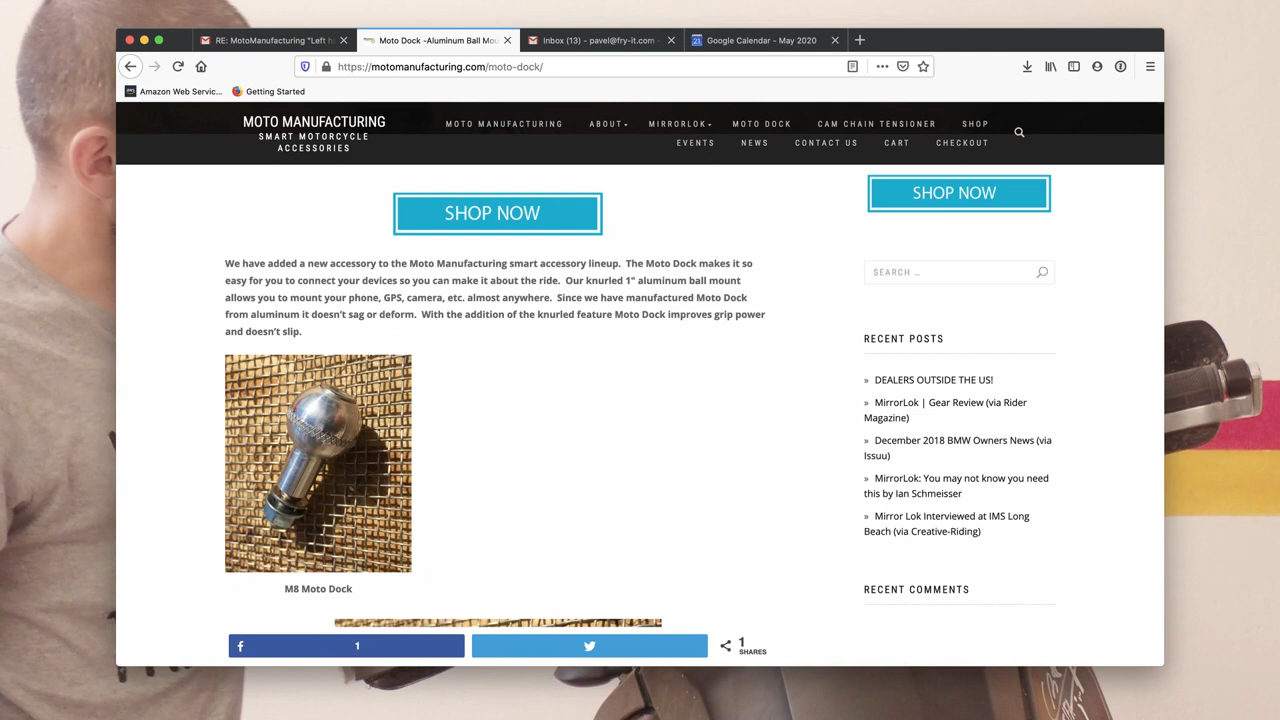 RE: MotoManufacturing "Left h
Moto Dock -Aluminum Ball Mou
Inbox (13) - pavel@fry-it.com -
21 Google Calendar - May 2020
https://motomanufacturing.com/moto-dock/
Amazon Web Servic...
Getting Started
MOTO MANUFACTURING
SMART MOTORCYCLE
ACCESSORIES
MOTO MANUFACTURING ABOUT MIRRORLOK MOTO DOCK CAM CHAIN TENSIONER SHOP
EVENTS NEWS CONTACT US CART CHECKOUT
SHOP NOW
We have added a new accessory to the Moto Manufacturing smart accessory lineup. The Moto Dock makes it so
easy for you to connect your devices so you can make it about the ride. Our knurled 1" aluminum ball mount
allows you to mount your phone, GPS, camera, etc. almost anywhere. Since we have manufactured Moto Dock
from aluminum it doesn't sag or deform. With the addition of the knurled feature Moto Dock improves grip power
and doesn't slip.
M8 Moto Dock
1
1
SHARES
SHOP NOW
SEARCH …
RECENT POSTS
» DEALERS OUTSIDE THE US!
» MirrorLok | Gear Review (via Rider
Magazine)
» December 2018 BMW Owners News (via
Issuu)
» MirrorLok: You may not know you need
this by Ian Schmeisser
» Mirror Lok Interviewed at IMS Long
Beach (via Creative-Riding)
RECENT COMMENTS